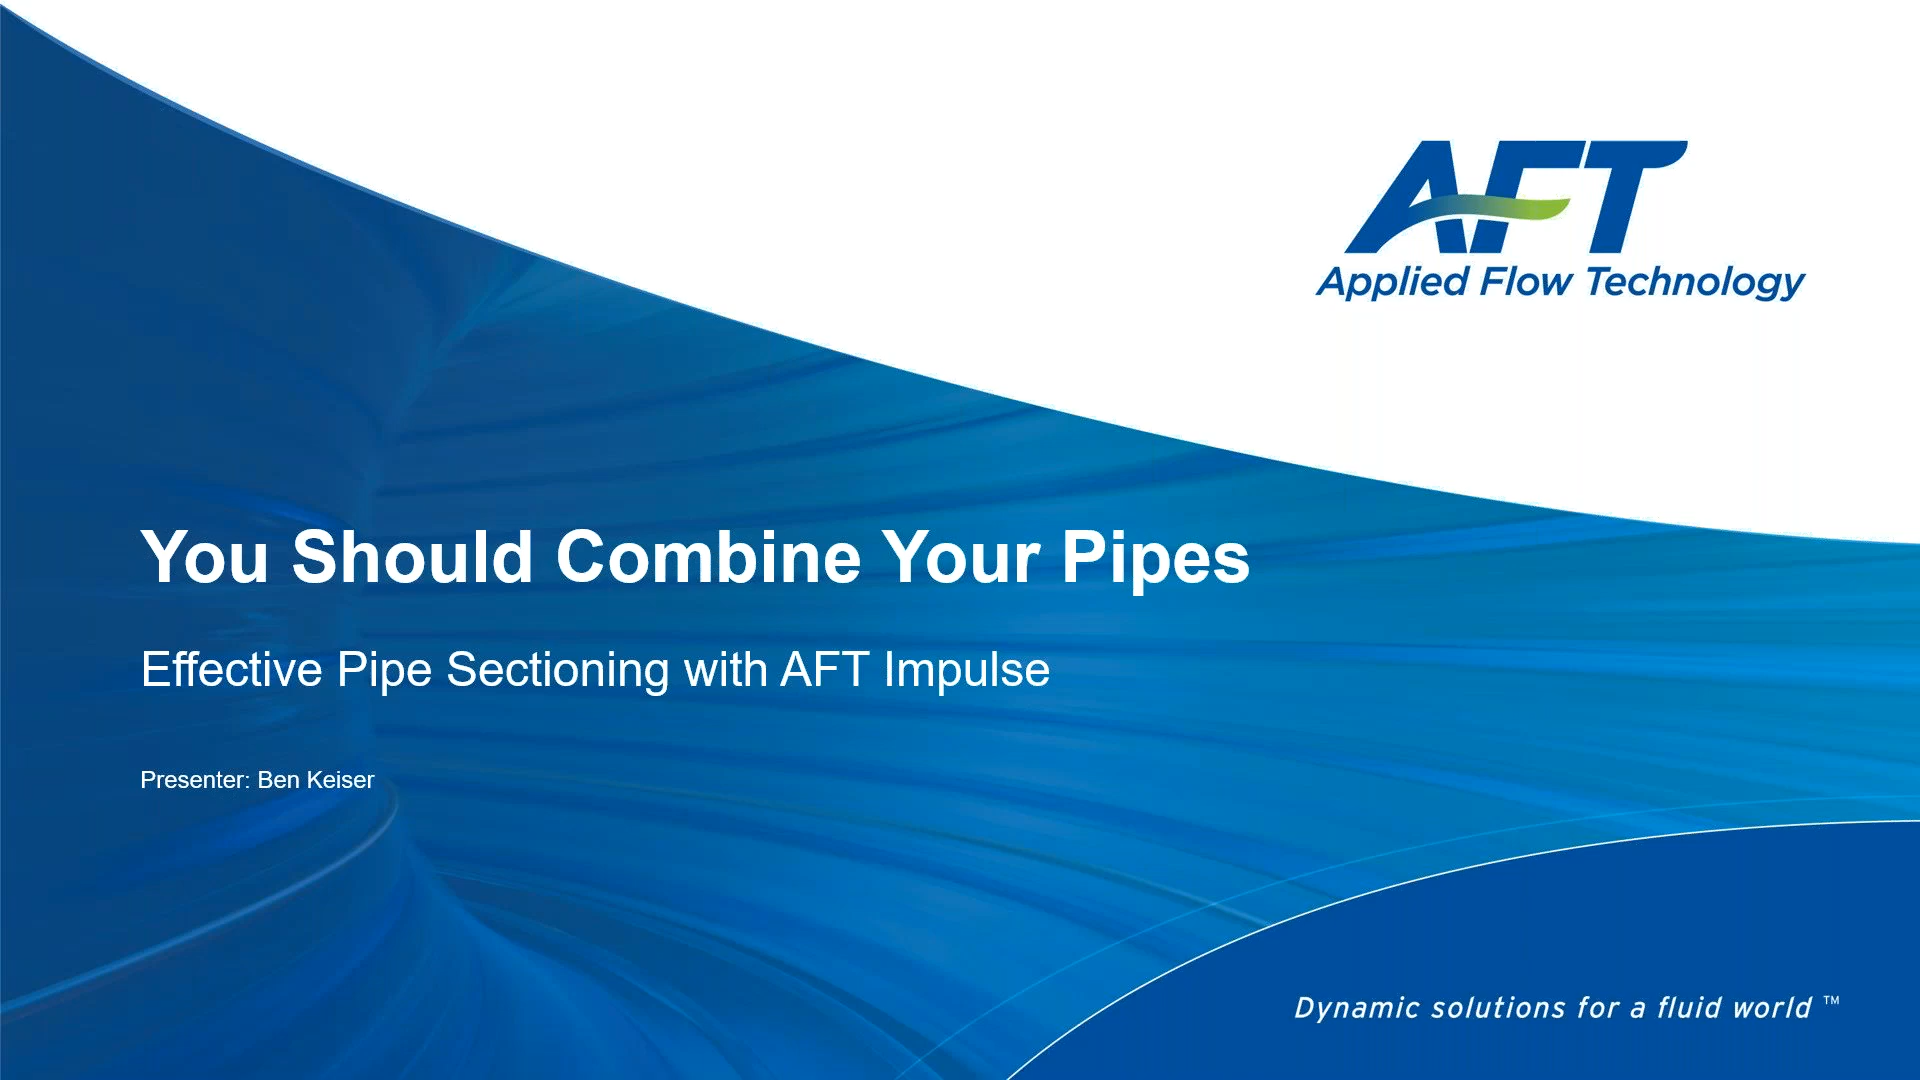 AFT
Applied Flow Technology
You Should Combine Your Pipes
Effective Pipe Sectioning with AFT Impulse
Presenter: Ben Keiser
Dynamic solutions for a fluid world ™